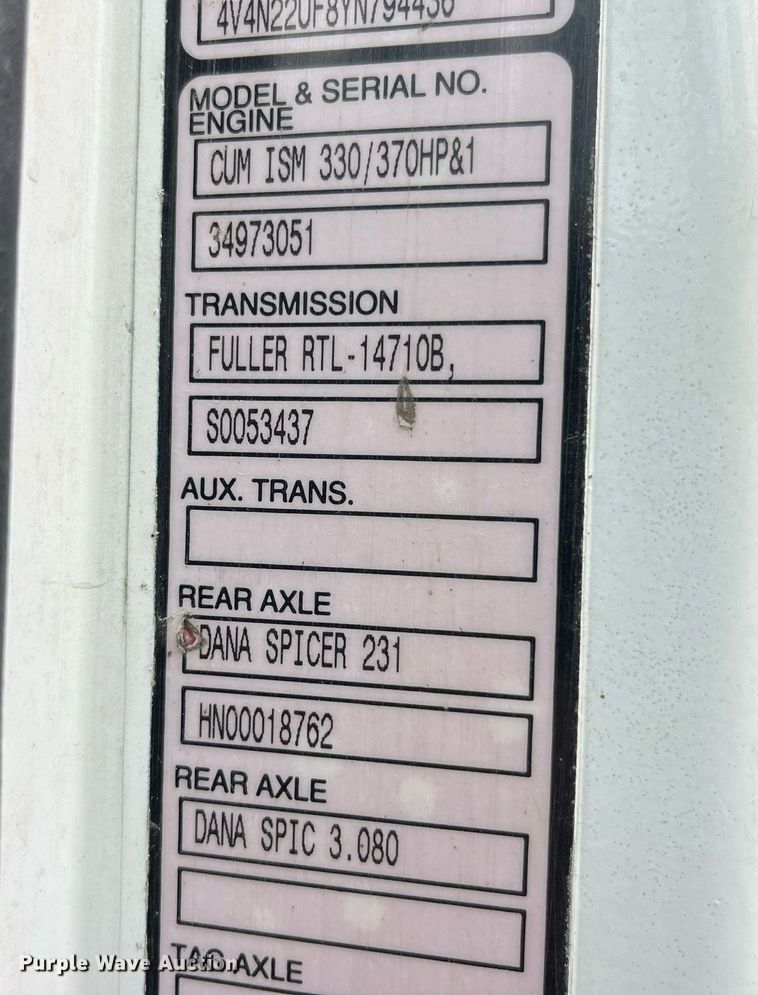 4V4N22UF8YN794436
MODEL & SERIAL NO.
ENGINE
CUM ISM 330/370HP&1
34973051
TRANSMISSION
FULLER RTL-14710B,
S0053437
AUX. TRANS.
REAR AXLE
DANA SPICER 231
HN00018762
REAR AXLE
DANA SPIC 3.080
TAG AXLE
Purple Wave Auction